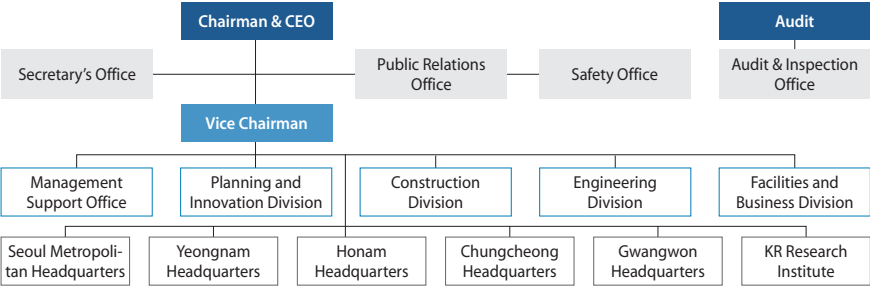 Chairman & CEO
Audit
Secretary's Office
Public Relations
Office
Safety Office
Audit & Inspection
Office
Vice Chairman
Management
Support Office
Planning and
Innovation Division
Construction
Division
Engineering
Division
Facilities and
Business Division
Seoul Metropoli-
tan Headquarters
Yeongnam
Headquarters
Honam
Headquarters
Chungcheong
Headquarters
Gwangwon
Headquarters
KR Research
Institute